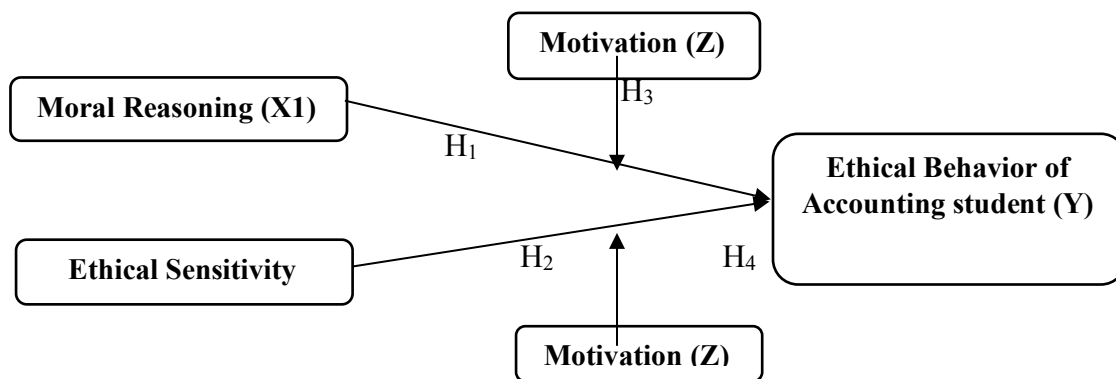 Motivation (Z)
H3
Moral Reasoning (X1)
H1
Ethical Behavior of
Accounting student (Y)
Ethical Sensitivity
H2
H4
Motivation (Z)